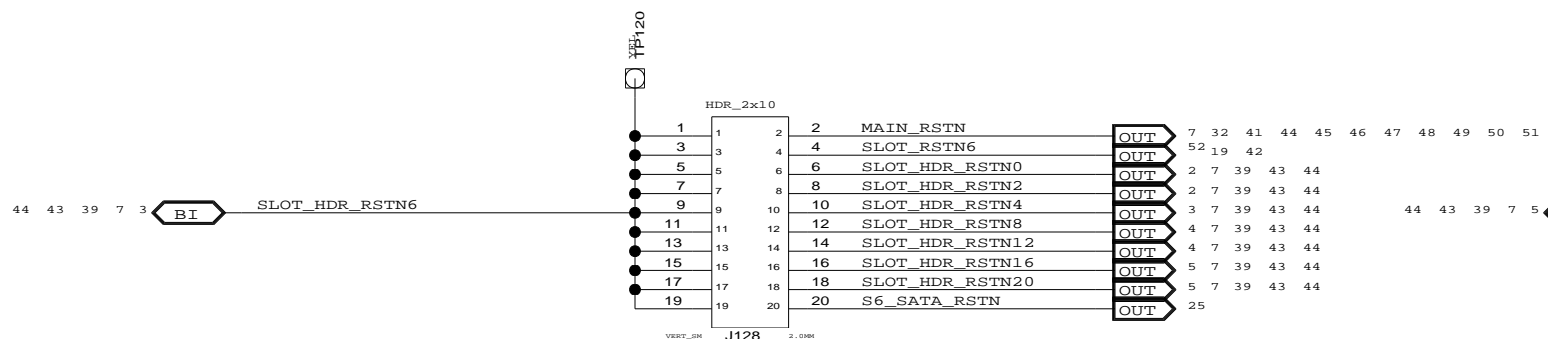 YEL TP120
HDR_2x10
1 1 2 2 MAIN_RSTN OUT 7 32 41 44 45 46 47 48 49 50 51
3 3 4 4 SLOT_RSTN6 OUT 52 19 42
5 5 6 6 SLOT_HDR_RSTN0 OUT 2 7 39 43 44
7 7 8 8 SLOT_HDR_RSTN2 OUT 2 7 39 43 44
44 43 39 7 3 BI SLOT_HDR_RSTN6 9 9 10 10 SLOT_HDR_RSTN4 OUT 3 7 39 43 44 44 43 39 7 5
11 11 12 12 SLOT_HDR_RSTN8 OUT 4 7 39 43 44
13 13 14 14 SLOT_HDR_RSTN12 OUT 4 7 39 43 44
15 15 16 16 SLOT_HDR_RSTN16 OUT 5 7 39 43 44
17 17 18 18 SLOT_HDR_RSTN20 OUT 5 7 39 43 44
19 19 20 20 S6_SATA_RSTN OUT 25
VERT_SM J128 2.0MM